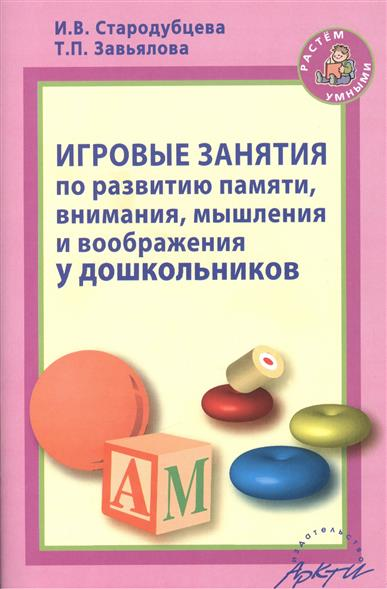 И.В. Стародубцева
Т.П. Завьялова
РАСТЁМ
УМНЫМИ
ИГРОВЫЕ ЗАНЯТИЯ
по развитию памяти,
внимания, мышления
и воображения
у дошкольников
А М
издательство
АРКТИ